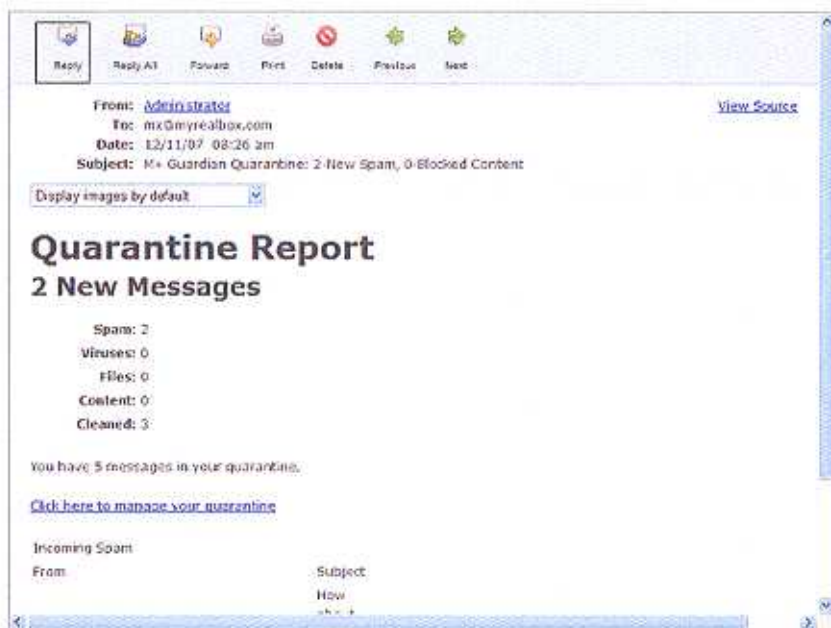 Reply Reply All Forward Print Delete Previous Next
From: Administrator View Source
To: mx@myrealbox.com
Date: 12/11/07 08:26 am
Subject: M+ Guardian Quarantine: 2-New Spam, 0-Blocked Content
Display images by default
Quarantine Report
2 New Messages
Spam: 2
Viruses: 0
Files: 0
Content: 0
Cleaned: 3
You have 5 messages in your quarantine.
Click here to manage your quarantine
Incoming Spam
From Subject
How